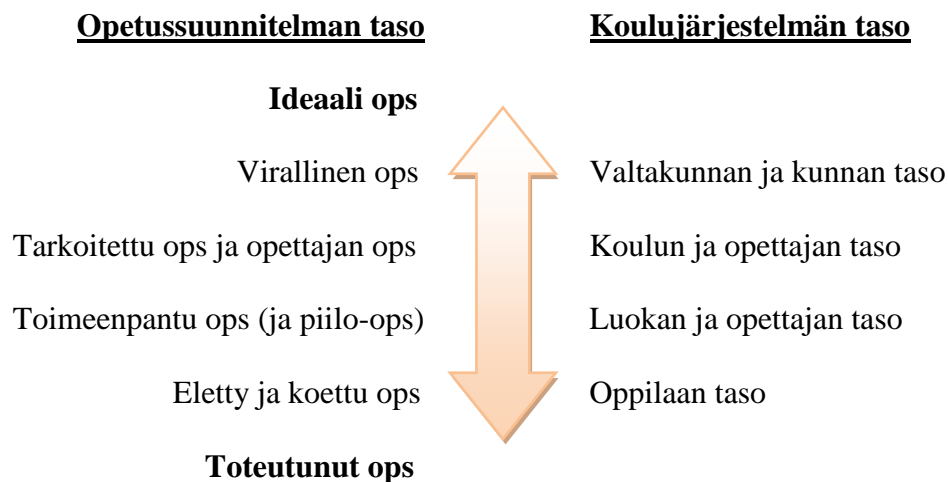 Opetussuunnitelman taso Koulujärjestelmän taso
Ideaali ops
Virallinen ops Valtakunnan ja kunnan taso
Tarkoitettu ops ja opettajan ops Koulun ja opettajan taso
Toimeenpantu ops (ja piilo-ops) Luokan ja opettajan taso
Eletty ja koettu ops Oppilaan taso
Toteutunut ops